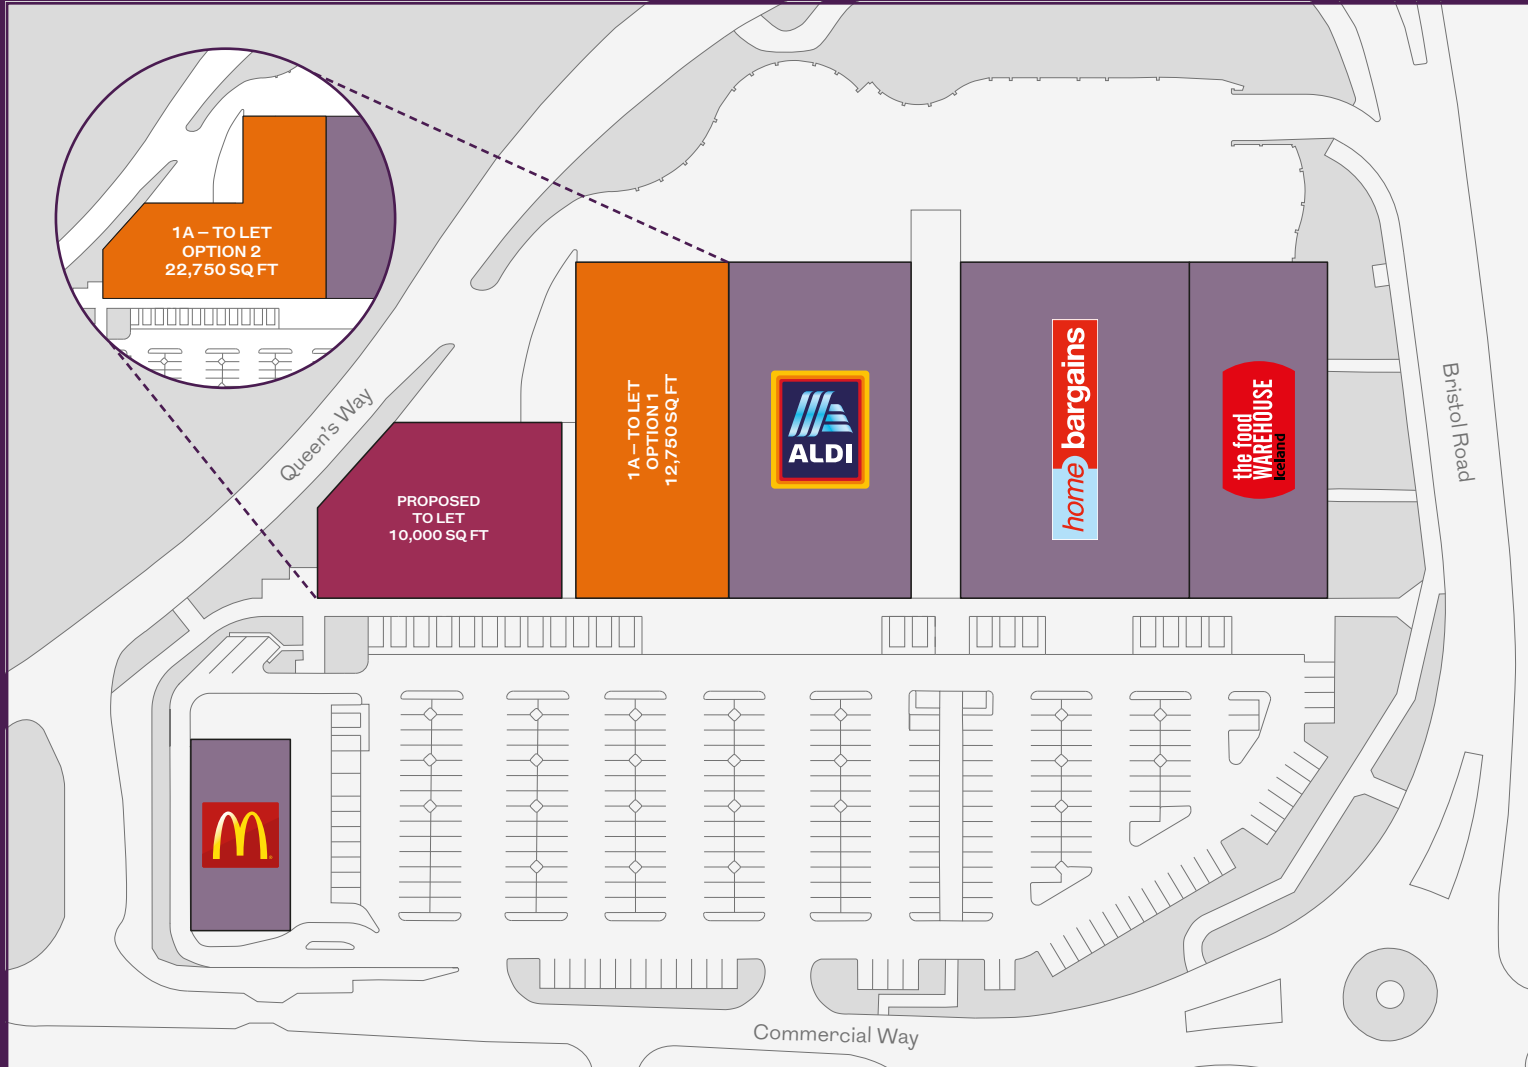 1A – TO LET
OPTION 2
22,750 SQ FT
Queen's Way
PROPOSED
TO LET
10,000 SQ FT
1A – TO LET
OPTION 1
12,750 SQ FT
ALDI
home bargains
the food
WAREHOUSE
Iceland
Bristol Road
Commercial Way